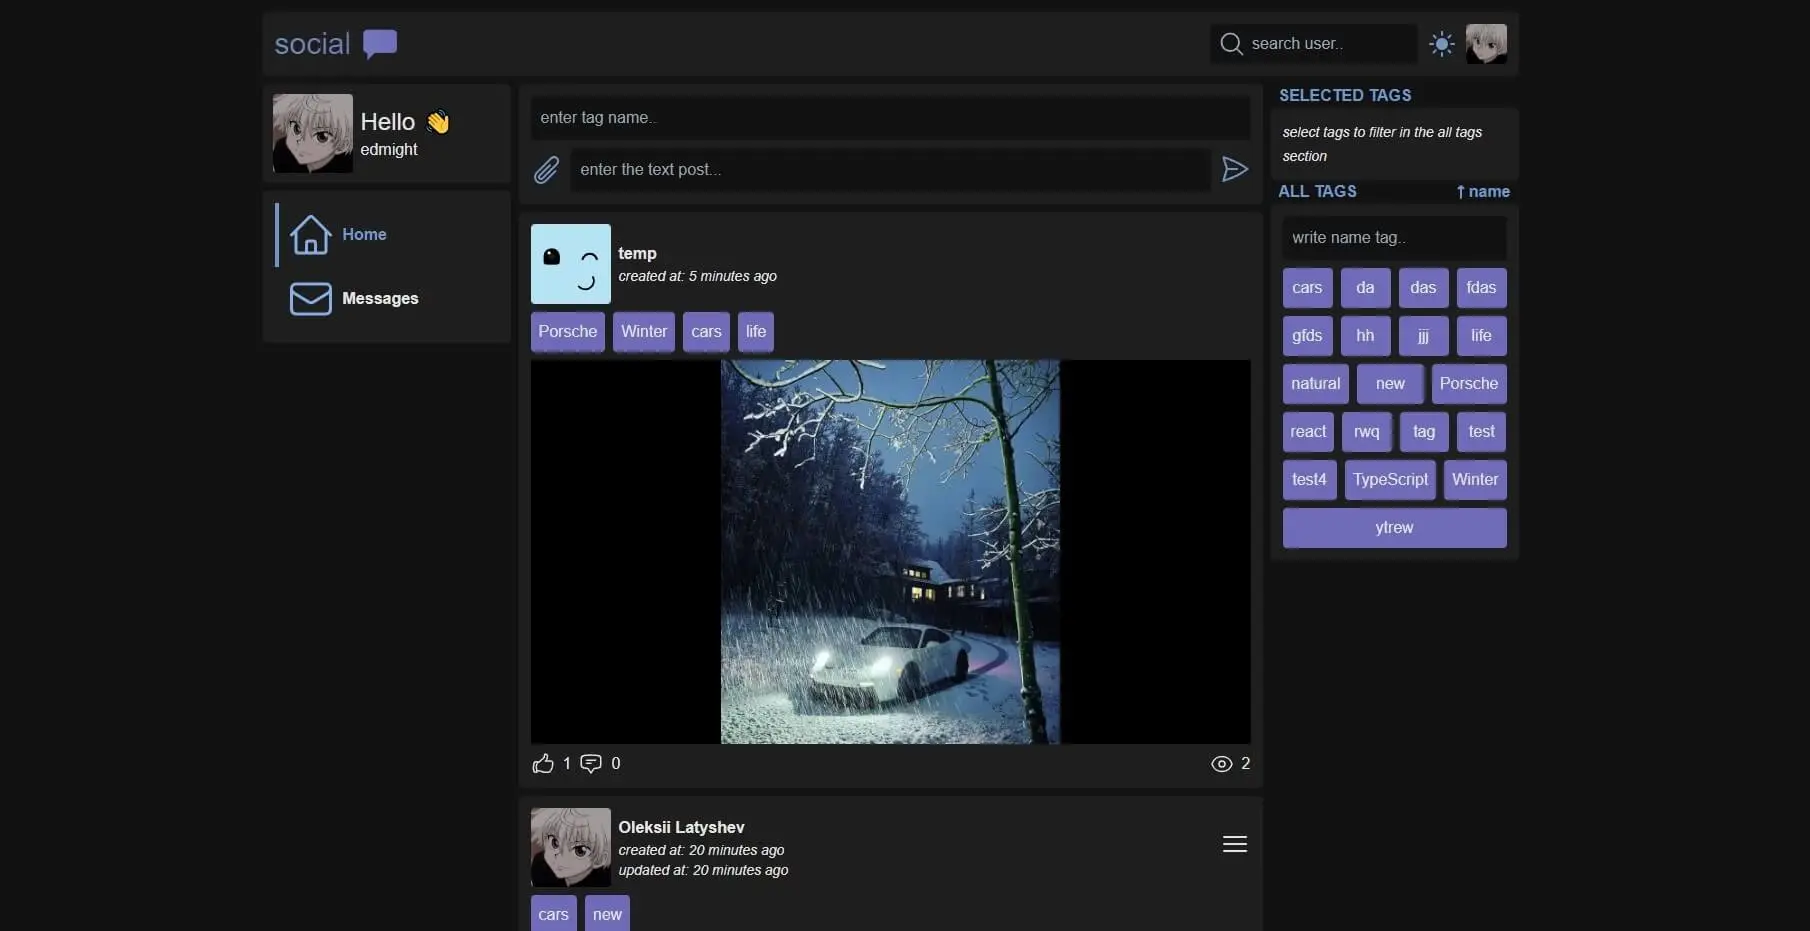 social
search user..
Hello 👋
edmight
Home
Messages
enter tag name..
enter the text post...
temp
created at: 5 minutes ago
Porsche Winter cars life
1 0 2
Oleksii Latyshev
created at: 20 minutes ago
updated at: 20 minutes ago
cars new
SELECTED TAGS
select tags to filter in the all tags
section
ALL TAGS ↑ name
write name tag..
cars da das fdas
gfds hh jjj life
natural new Porsche
react rwq tag test
test4 TypeScript Winter
ytrew